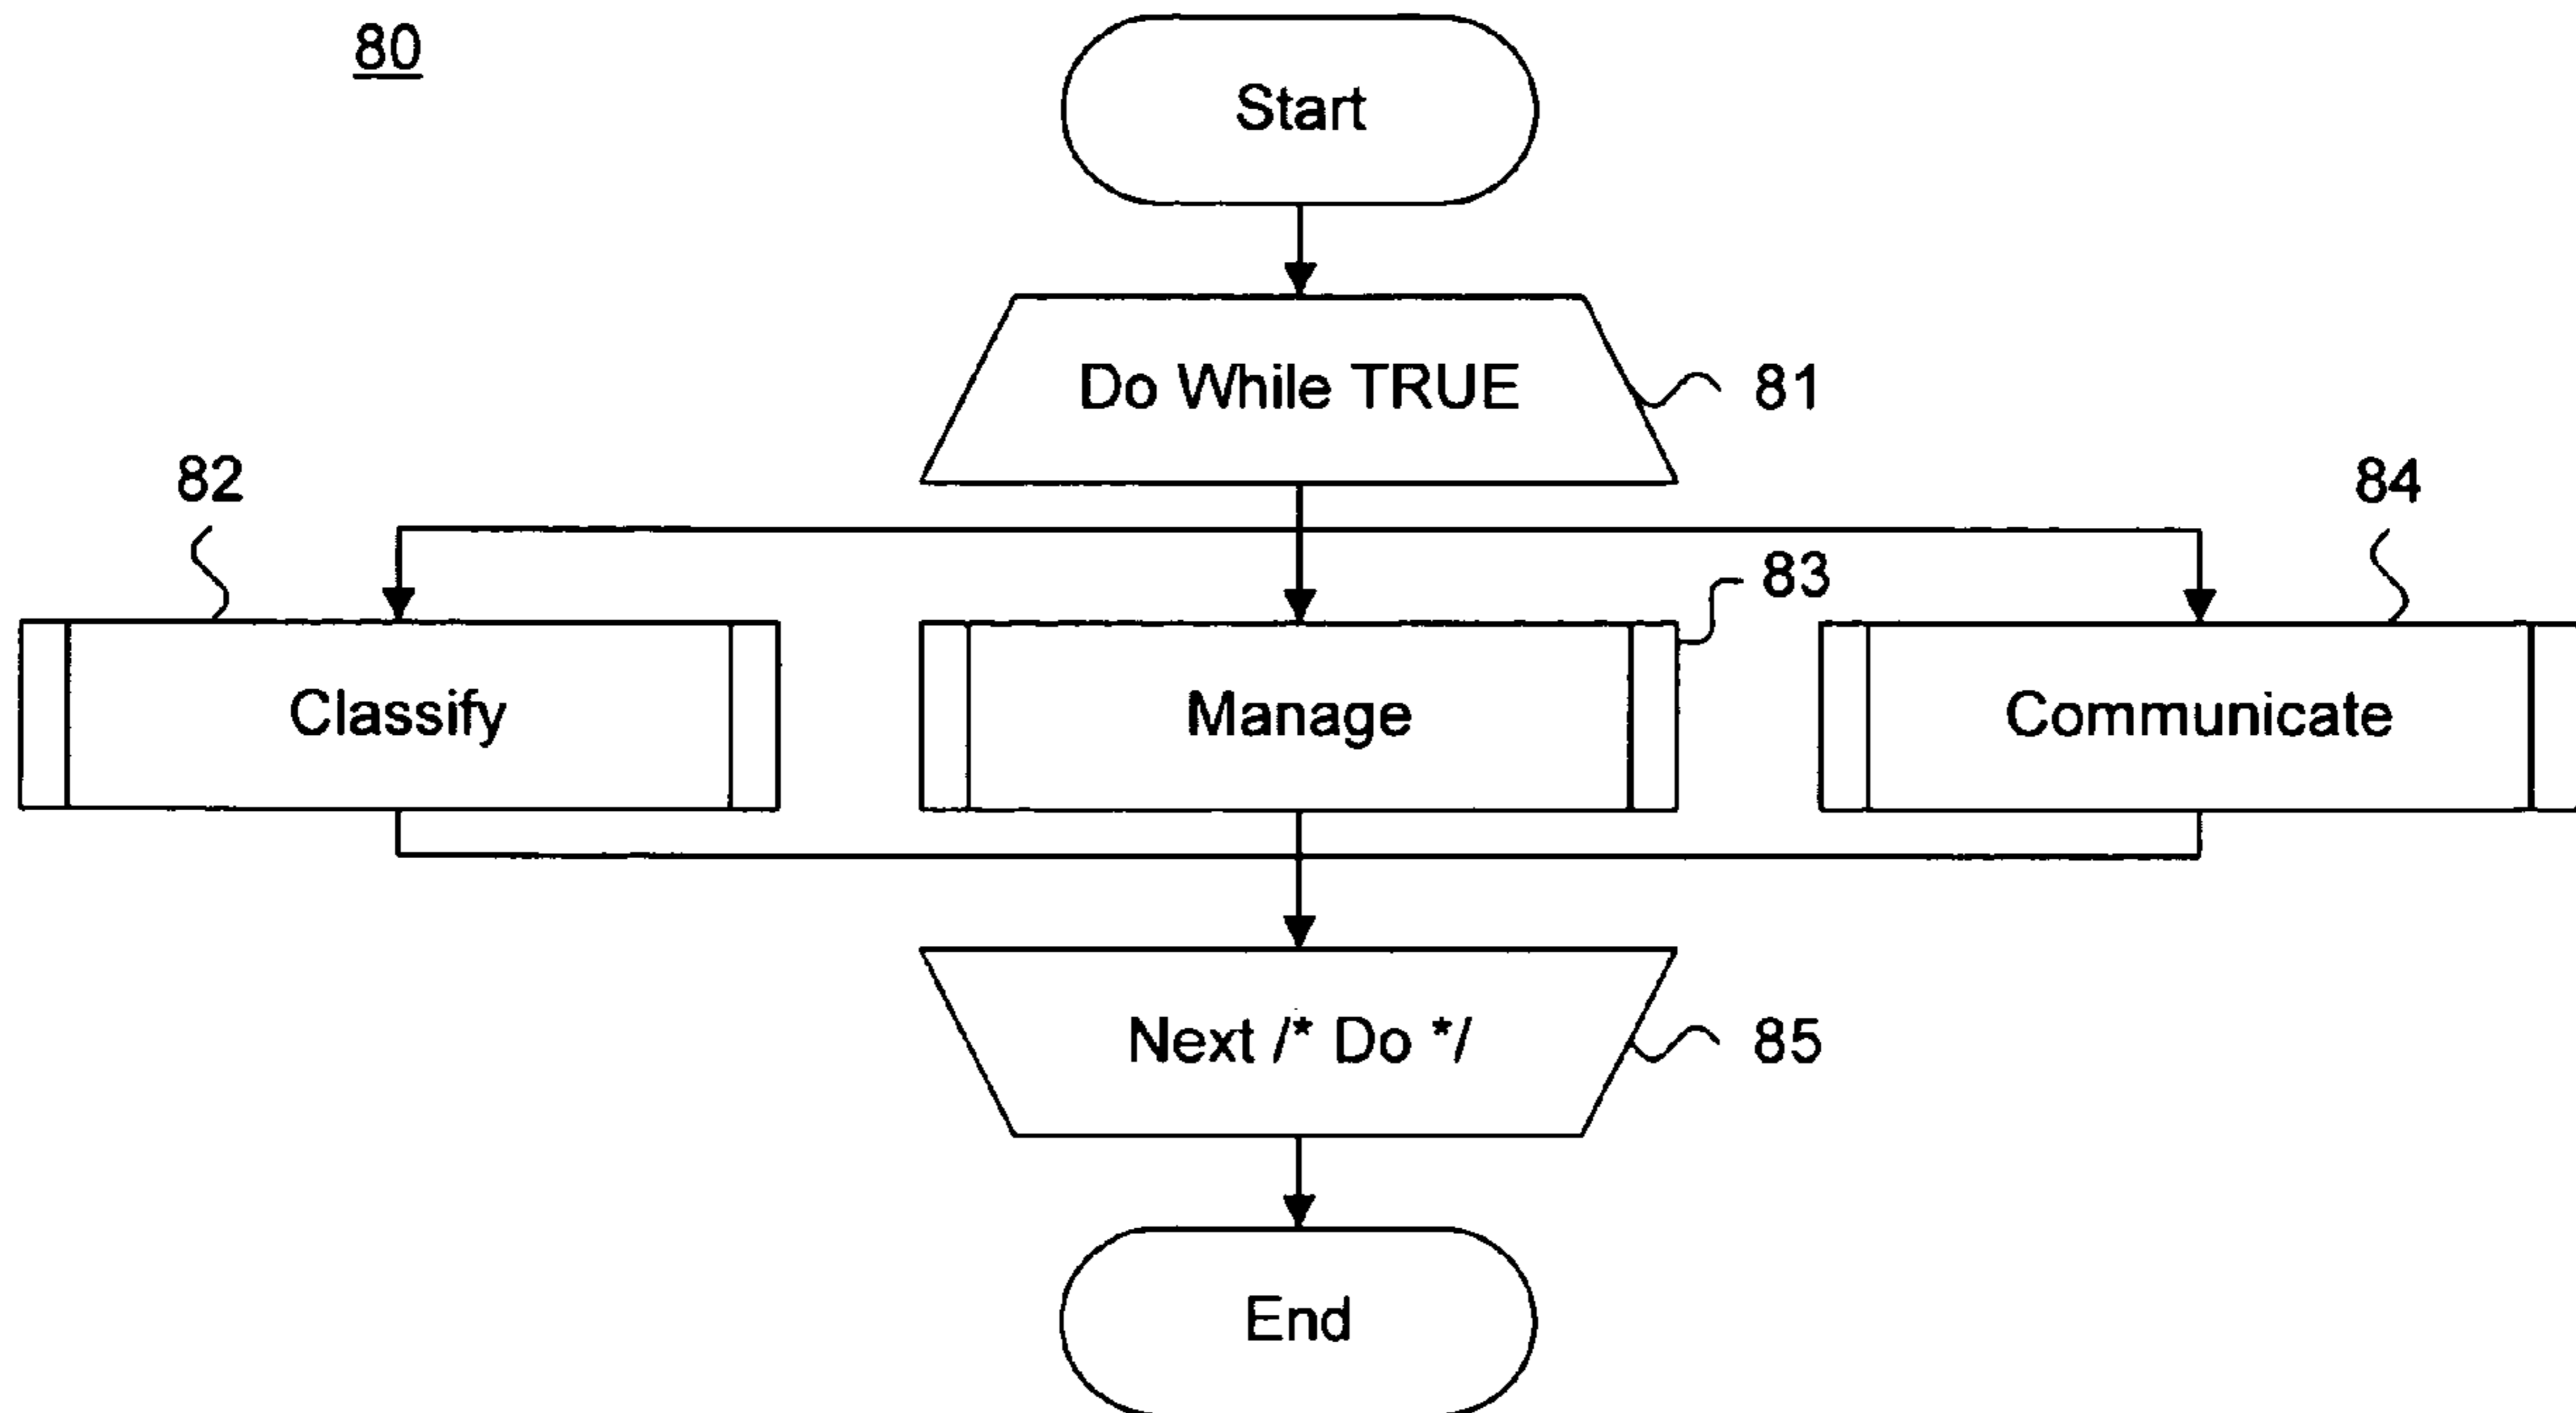 80
Start
Do While TRUE
81
82
84
83
Classify
Manage
Communicate
Next /* Do */
85
End